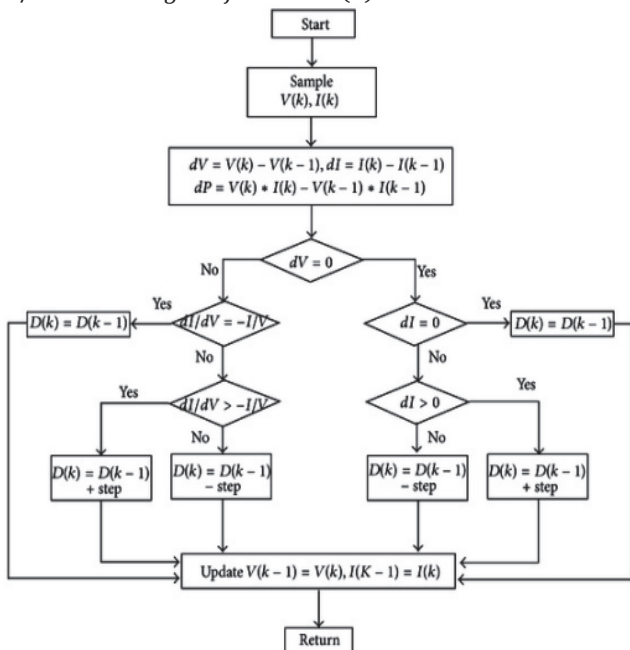 Start
Sample
V(k), I(k)
dV = V(k) − V(k − 1), dI = I(k) − I(k − 1)
dP = V(k) * I(k) − V(k − 1) * I(k − 1)
dV = 0
No
Yes
D(k) = D(k − 1)
Yes
dI/dV = −I/V
dI = 0
Yes
D(k) = D(k − 1)
No
No
Yes
dI/dV > −I/V
dI > 0
Yes
No
No
D(k) = D(k − 1)
+ step
D(k) = D(k − 1)
− step
D(k) = D(k − 1)
− step
D(k) = D(k − 1)
+ step
Update V(k − 1) = V(k), I(K − 1) = I(k)
Return